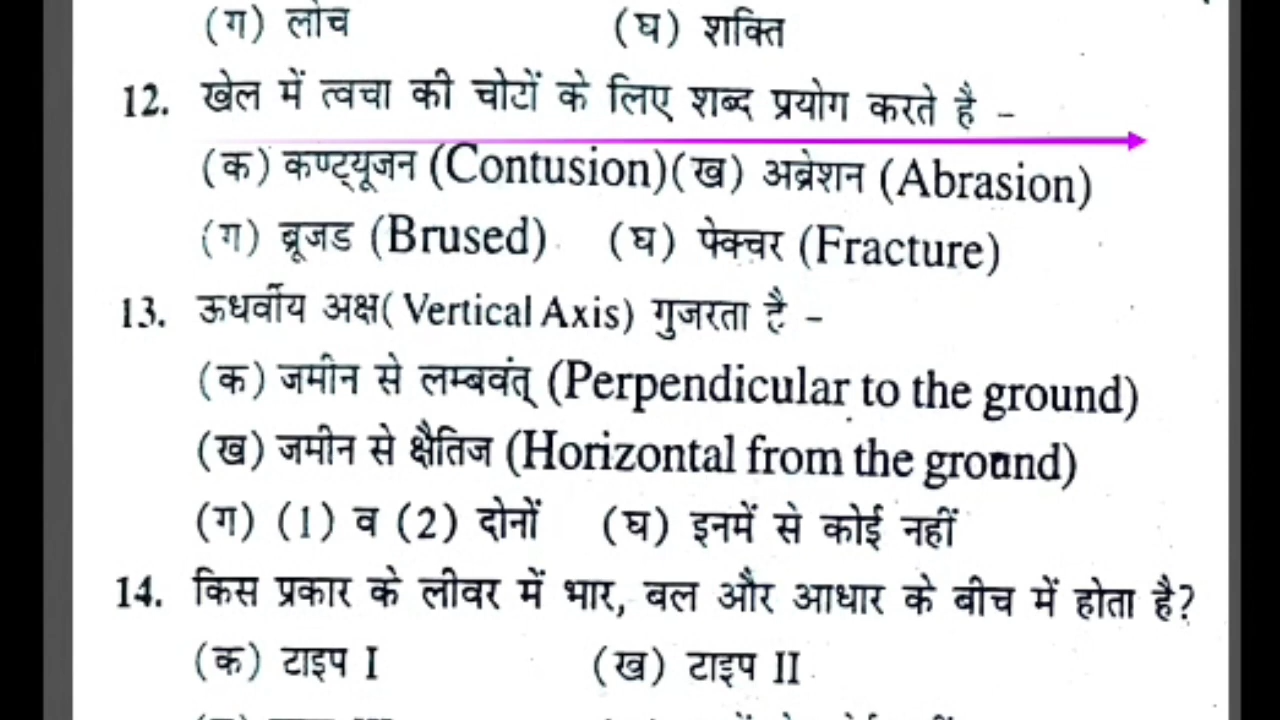 (ग) लोच (घ) शक्ति
12. खेल में त्वचा की चोटों के लिए शब्द प्रयोग करते है –
(क) कण्ट्यूजन (Contusion) (ख) अब्रेशन (Abrasion)
(ग) ब्रूजड (Brused) (घ) फेक्चर (Fracture)
13. ऊधर्वीय अक्ष( Vertical Axis) गुजरता है –
(क) जमीन से लम्बवंत् (Perpendicular to the ground)
(ख) जमीन से क्षैतिज (Horizontal from the ground)
(ग) (1) व (2) दोनों (घ) इनमें से कोई नहीं
14. किस प्रकार के लीवर में भार, वल और आधार के बीच में होता है?
(क) टाइप I (ख) टाइप II